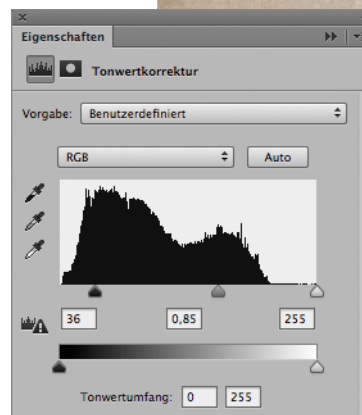 Eigenschaften
Tonwertkorrektur
Vorgabe: Benutzerdefiniert
RGB Auto
36 0,85 255
Tonwertumfang: 0 255